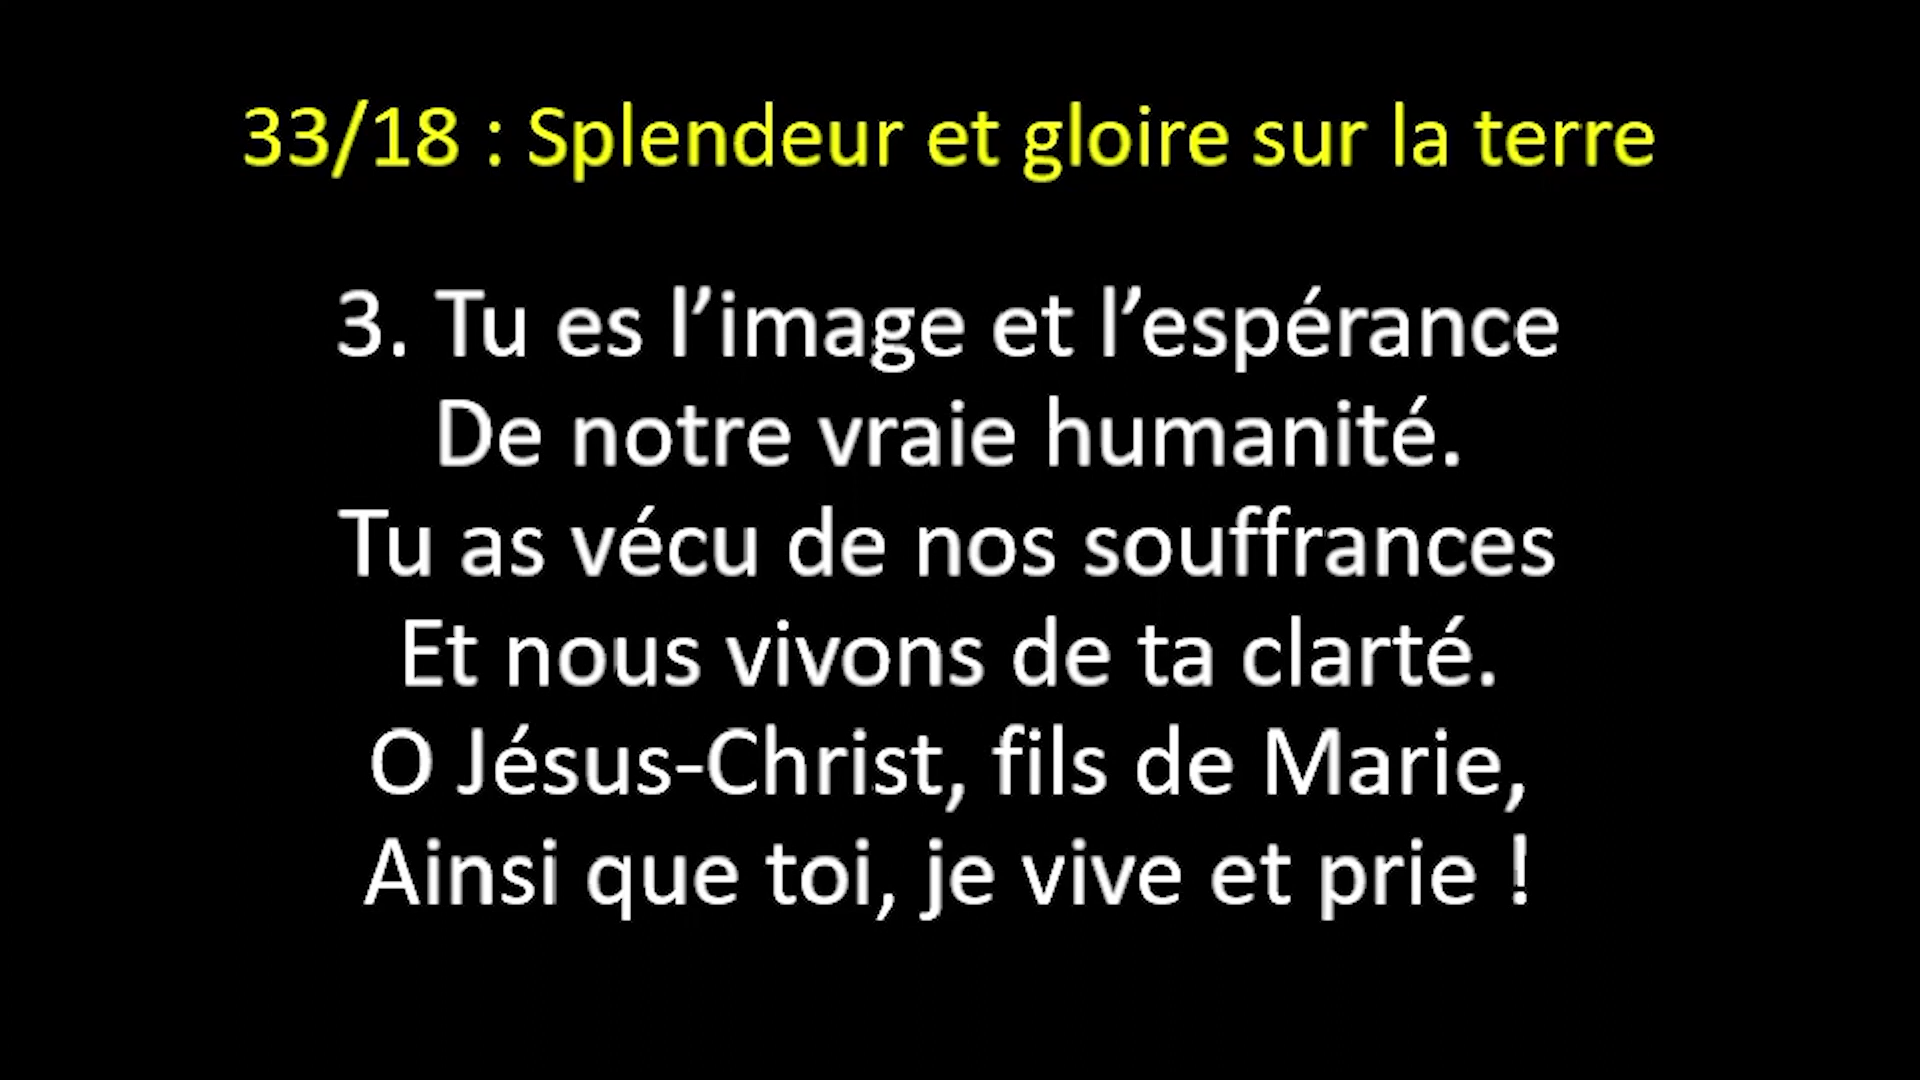 33/18 : Splendeur et gloire sur la terre
3. Tu es l’image et l’espérance
De notre vraie humanité.
Tu as vécu de nos souffrances
Et nous vivons de ta clarté.
O Jésus-Christ, fils de Marie,
Ainsi que toi, je vive et prie !